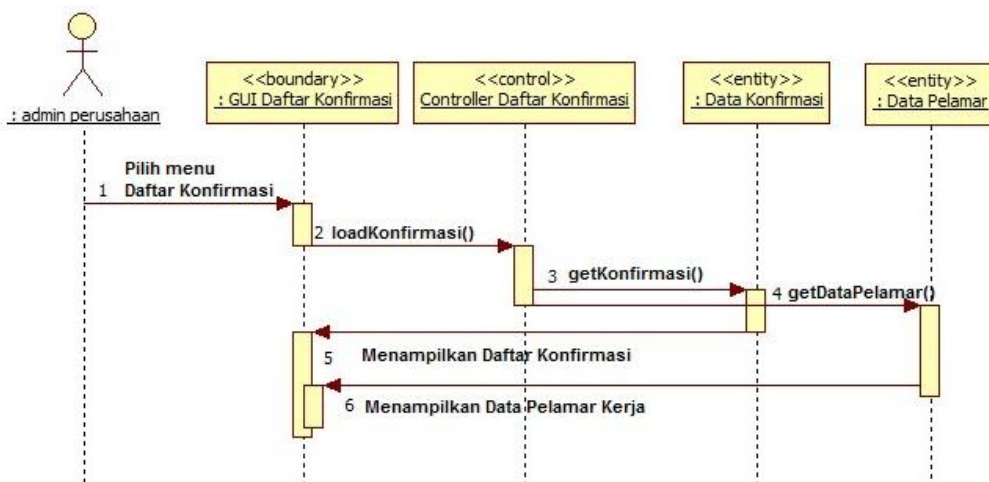 <<boundary>>
: GUI Daftar Konfirmasi
<<control>>
Controller Daftar Konfirmasi
<<entity>>
: Data Konfirmasi
<<entity>>
: Data Pelamar
: admin perusahaan
Pilih menu
1 Daftar Konfirmasi
2 loadKonfirmasi()
3 getKonfirmasi()
4 getDataPelamar()
5 Menampilkan Daftar Konfirmasi
6 Menampilkan Data Pelamar Kerja